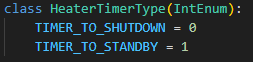 class HeaterTimerType(IntEnum):
    TIMER_TO_SHUTDOWN = 0
    TIMER_TO_STANDBY = 1